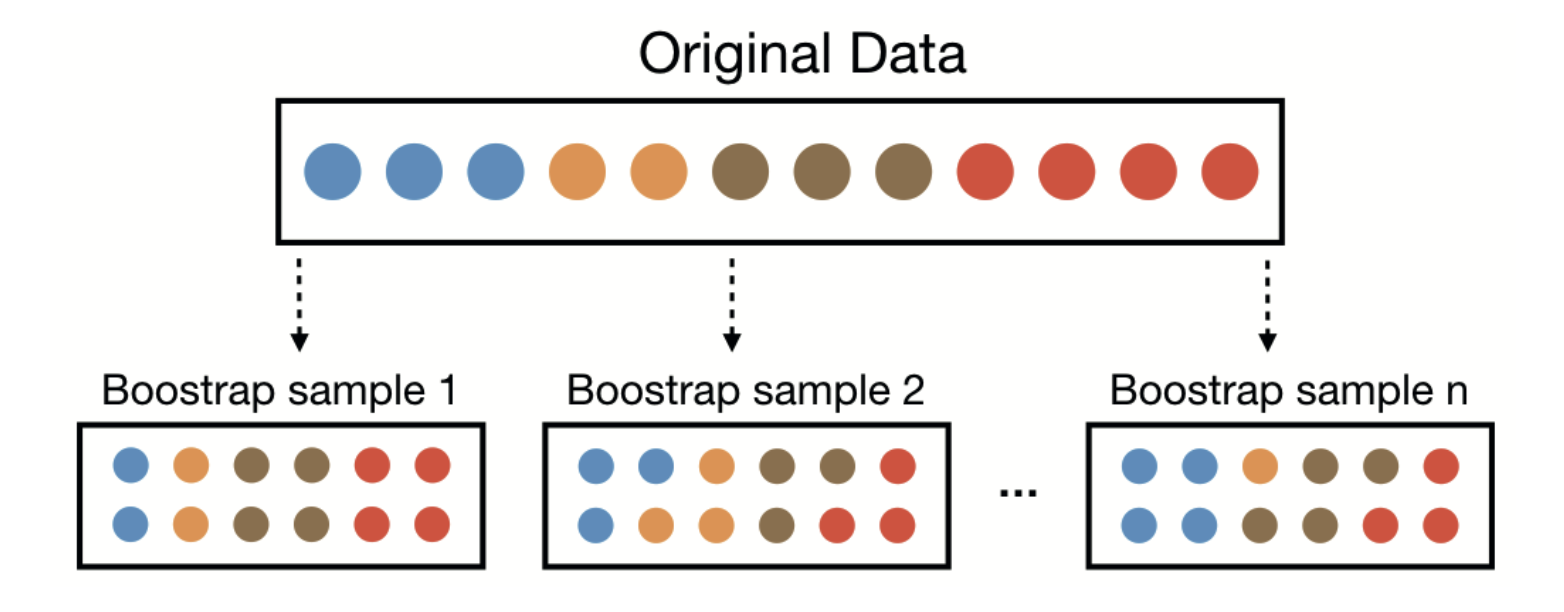 Original Data
Boostrap sample 1
Boostrap sample 2
...
Boostrap sample n